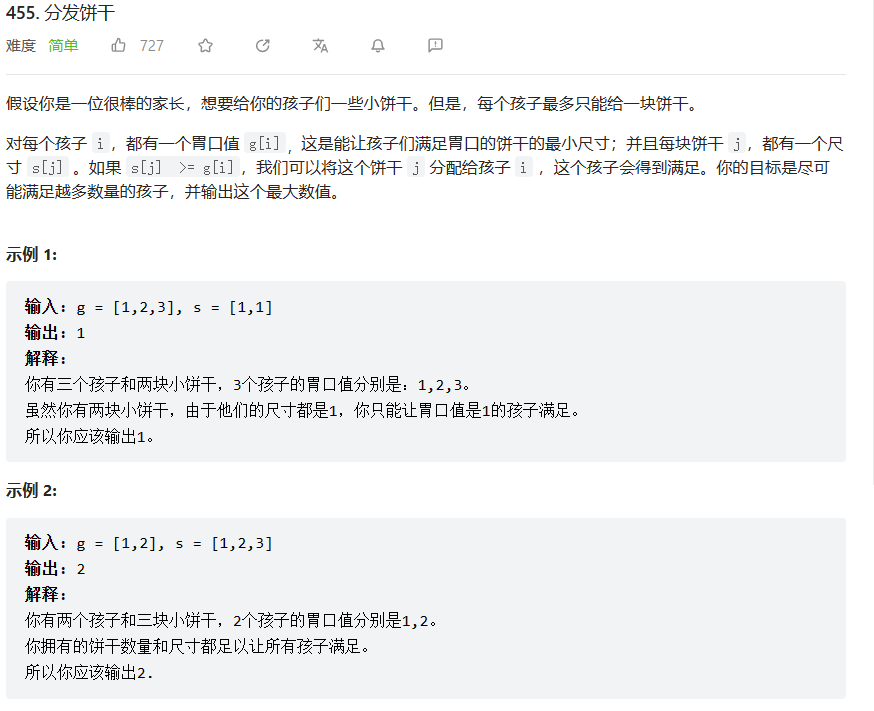 455. 分发饼干
难度 简单 727
假设你是一位很棒的家长，想要给你的孩子们一些小饼干。但是，每个孩子最多只能给一块饼干。
对每个孩子 i，都有一个胃口值 g[i]，这是能让孩子们满足胃口的饼干的最小尺寸；并且每块饼干 j，都有一个尺
寸 s[j] 。如果 s[j] >= g[i]，我们可以将这个饼干 j 分配给孩子 i ，这个孩子会得到满足。你的目标是尽可
能满足越多数量的孩子，并输出这个最大数值。
示例 1:
输入: g = [1,2,3], s = [1,1]
输出: 1
解释:
你有三个孩子和两块小饼干，3个孩子的胃口值分别是：1,2,3。
虽然你有两块小饼干，由于他们的尺寸都是1，你只能让胃口值是1的孩子满足。
所以你应该输出1。
示例 2:
输入: g = [1,2], s = [1,2,3]
输出: 2
解释:
你有两个孩子和三块小饼干，2个孩子的胃口值分别是1,2。
你拥有的饼干数量和尺寸都足以让所有孩子满足。
所以你应该输出2.